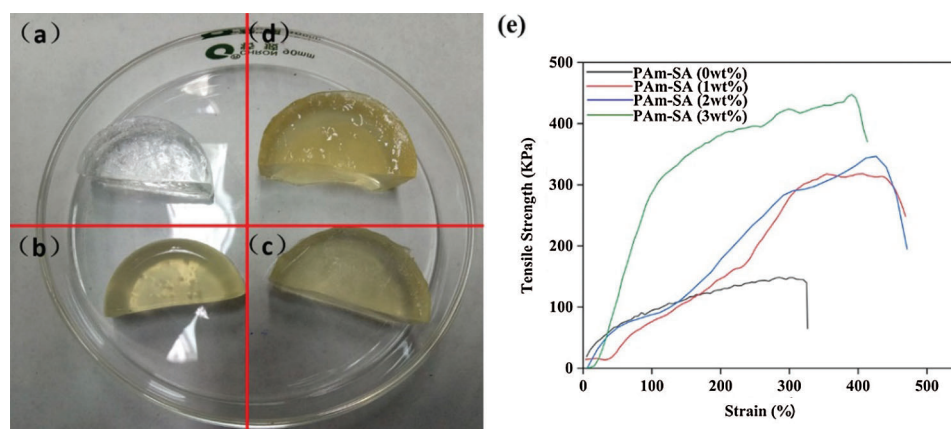 (a)
(d)
90mm
(b)
(c)
(e)
PAm-SA (0wt%)
PAm-SA (1wt%)
PAm-SA (2wt%)
PAm-SA (3wt%)
Tensile Strength (KPa)
500
400
300
200
100
0
0
100
200
300
400
500
Strain (%)